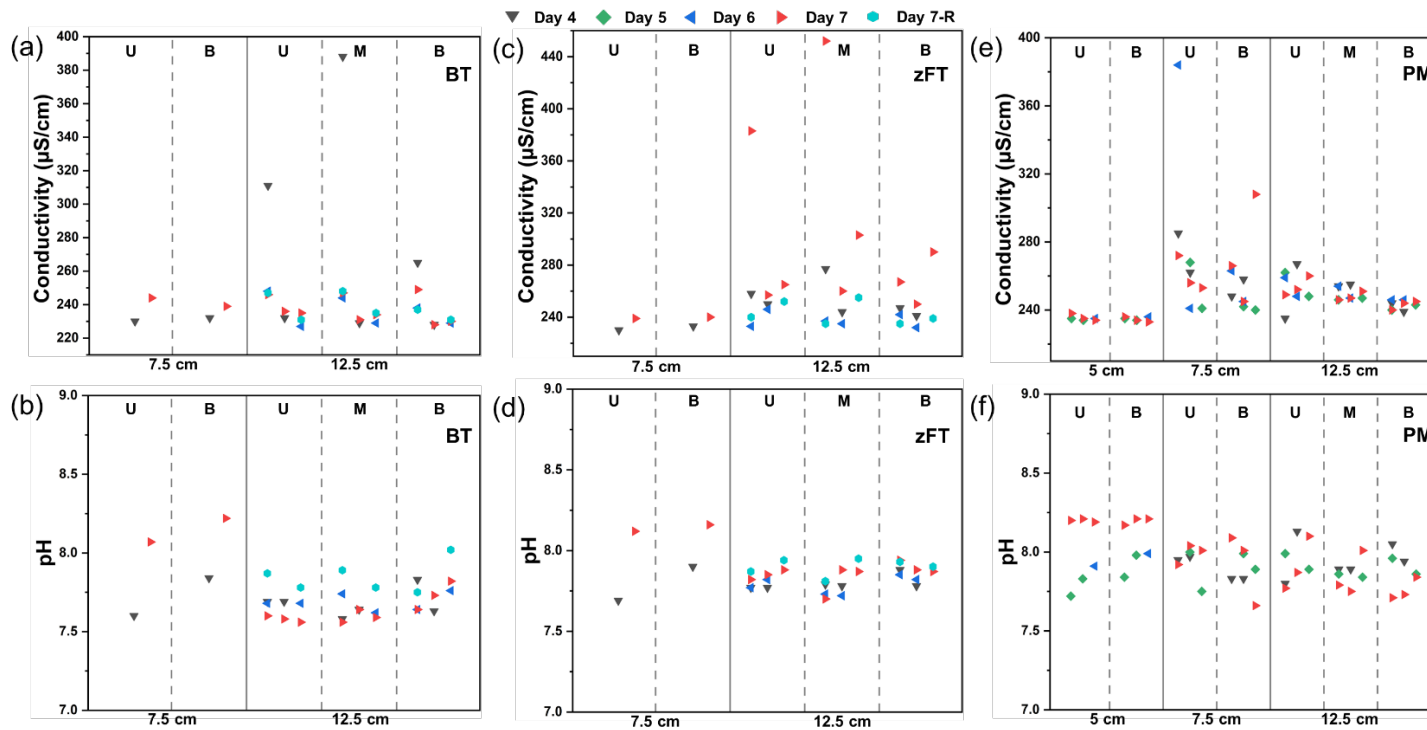 Day 4 Day 5 Day 6 Day 7 Day 7-R
(a)
400
380
360
340
320
300
280
260
240
220
Conductivity (µS/cm)
U B U M B
BT
7.5 cm 12.5 cm
(c)
440
400
360
320
280
240
Conductivity (µS/cm)
U B U M B
zFT
7.5 cm 12.5 cm
(e)
400
360
320
280
240
Conductivity (µS/cm)
U B U B U M B
PM
5 cm 7.5 cm 12.5 cm
(b)
9.0
8.5
8.0
7.5
7.0
pH
U B U M B
BT
7.5 cm 12.5 cm
(d)
9.0
8.5
8.0
7.5
7.0
pH
U B U M B
zFT
7.5 cm 12.5 cm
(f)
9.0
8.5
8.0
7.5
7.0
pH
U B U B U M B
PM
5 cm 7.5 cm 12.5 cm